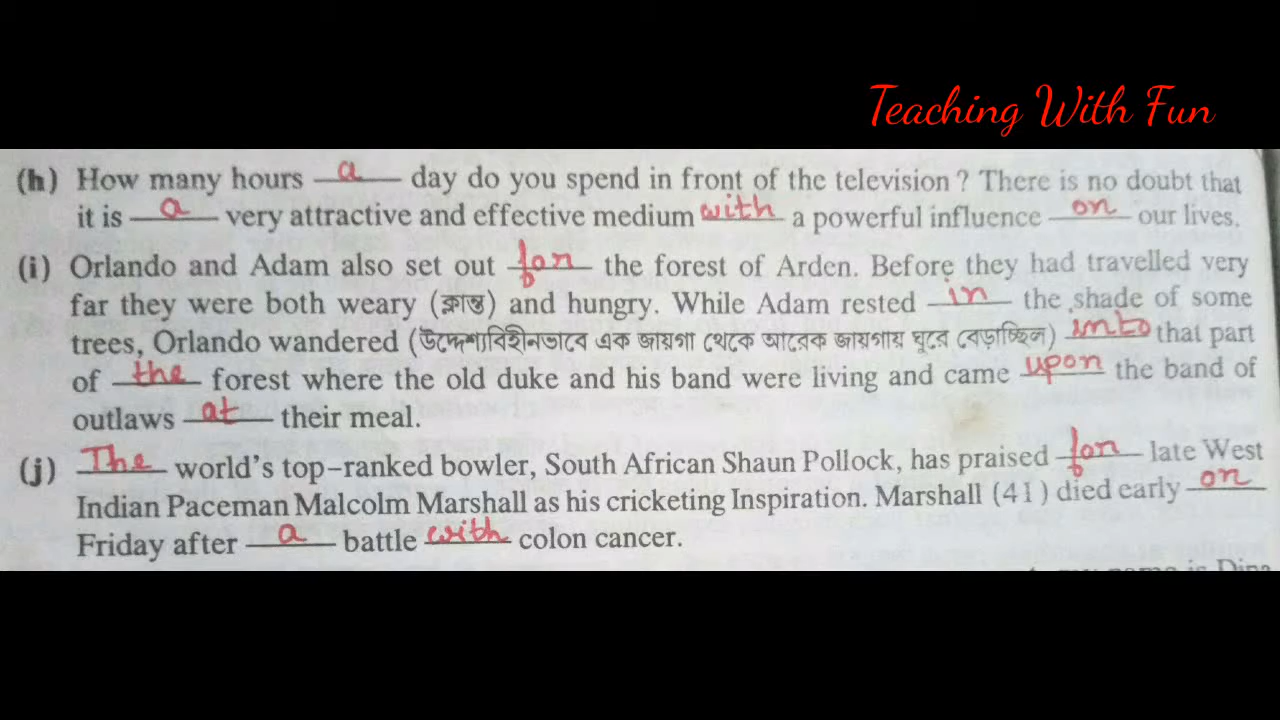 Teaching With Fun
(h) How many hours a day do you spend in front of the television ? There is no doubt that
it is a very attractive and effective medium with a powerful influence on our lives.
(i) Orlando and Adam also set out for the forest of Arden. Before they had travelled very
far they were both weary (ক্লান্ত) and hungry. While Adam rested in the shade of some
trees, Orlando wandered (উদ্দেশ্যবিহীনভাবে এক জায়গা থেকে আরেক জায়গায় ঘুরে বেড়াচ্ছিল) into that part
of the forest where the old duke and his band were living and came upon the band of
outlaws at their meal.
(j) The world's top-ranked bowler, South African Shaun Pollock, has praised for late West
Indian Paceman Malcolm Marshall as his cricketing Inspiration. Marshall (41) died early on
Friday after a battle with colon cancer.